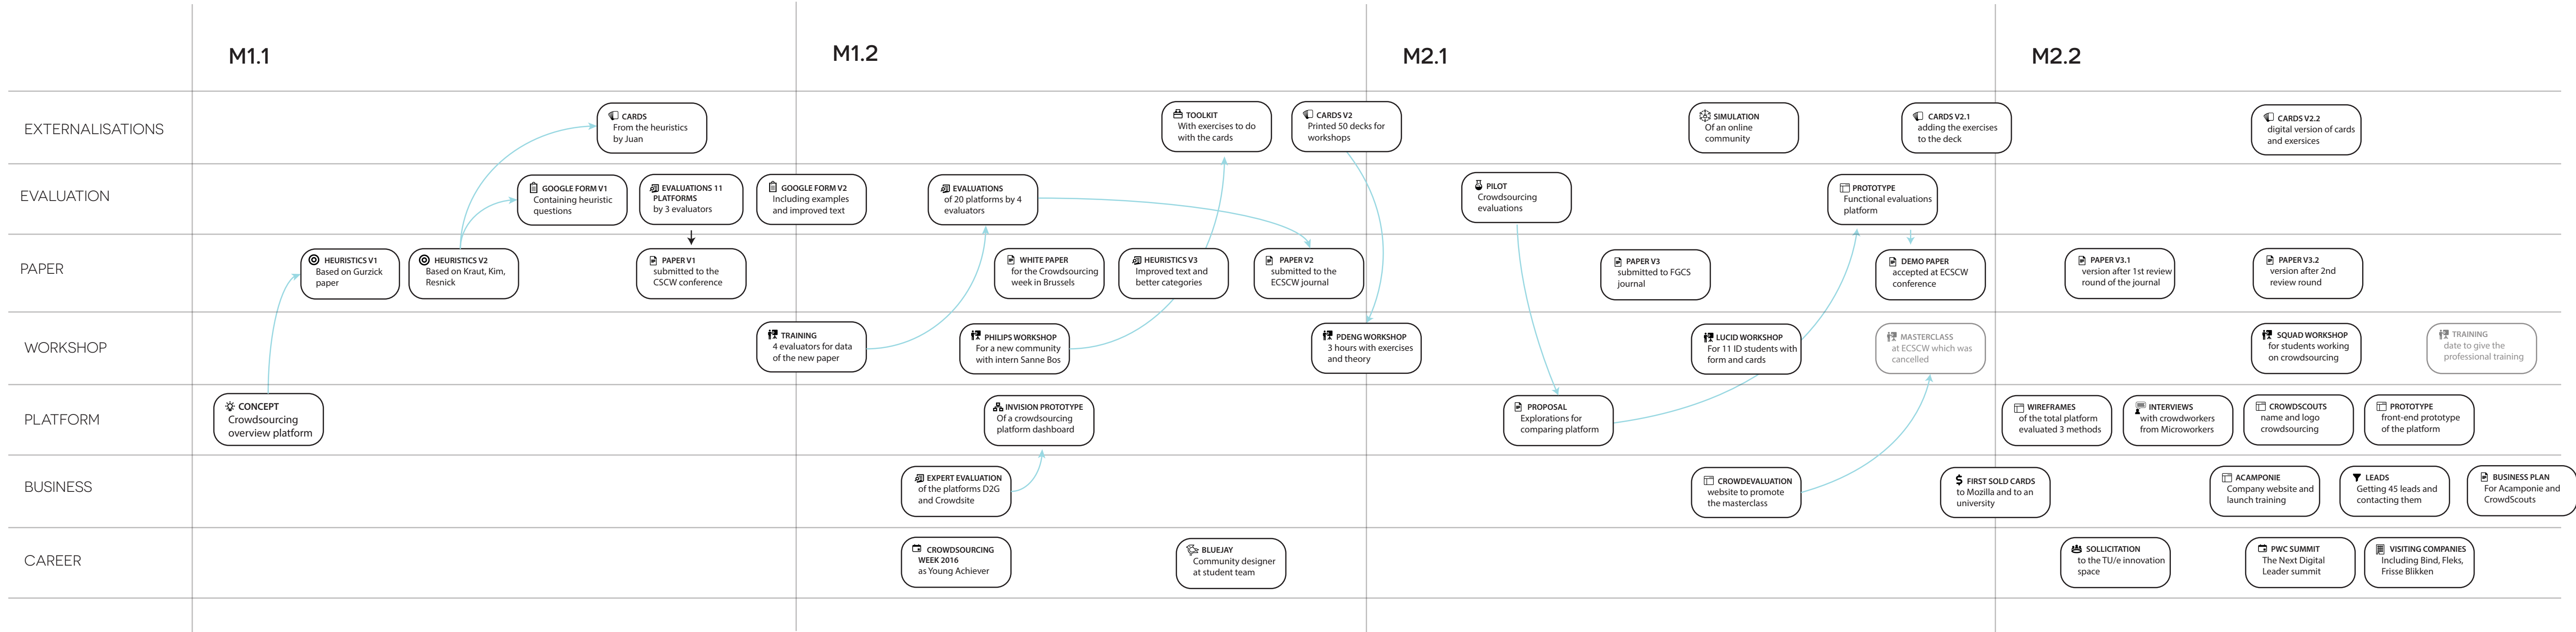 M1.1
M1.2
M2.1
M2.2
EXTERNALISATIONS
CARDS
From the heuristics
by Juan
TOOLKIT
With exercises to do
with the cards
CARDS V2
Printed 50 decks for
workshops
SIMULATION
Of an online
community
CARDS V2.1
adding the exercises
to the deck
CARDS V2.2
digital version of cards
and exersices
EVALUATION
GOOGLE FORM V1
Containing heuristic
questions
EVALUATIONS 11
PLATFORMS
by 3 evaluators
GOOGLE FORM V2
Including examples
and improved text
EVALUATIONS
of 20 platforms by 4
evaluators
PILOT
Crowdsourcing
evaluations
PROTOTYPE
Functional evaluations
platform
PAPER
HEURISTICS V1
Based on Gurzick
paper
HEURISTICS V2
Based on Kraut, Kim,
Resnick
PAPER V1
submitted to the
CSCW conference
WHITE PAPER
for the Crowdsourcing
week in Brussels
HEURISTICS V3
Improved text and
better categories
PAPER V2
submitted to the
ECSCW journal
PAPER V3
submitted to FGCS
journal
DEMO PAPER
accepted at ECSCW
conference
PAPER V3.1
version after 1st review
round of the journal
PAPER V3.2
version after 2nd
review round
WORKSHOP
TRAINING
4 evaluators for data
of the new paper
PHILIPS WORKSHOP
For a new community
with intern Sanne Bos
PDENG WORKSHOP
3 hours with exercises
and theory
LUCID WORKSHOP
For 11 ID students with
form and cards
MASTERCLASS
at ECSCW which was
cancelled
SQUAD WORKSHOP
for students working
on crowdsourcing
TRAINING
date to give the
professional training
PLATFORM
CONCEPT
Crowdsourcing
overview platform
INVISION PROTOTYPE
Of a crowdsourcing
platform dashboard
PROPOSAL
Explorations for
comparing platform
WIREFRAMES
of the total platform
evaluated 3 methods
INTERVIEWS
with crowdworkers
from Microworkers
CROWDSCOUTS
name and logo
crowdsourcing
PROTOTYPE
front-end prototype
of the platform
BUSINESS
EXPERT EVALUATION
of the platforms D2G
and Crowdsite
CROWDEVALUATION
website to promote
the masterclass
FIRST SOLD CARDS
to Mozilla and to an
university
ACAMPONIE
Company website and
launch training
LEADS
Getting 45 leads and
contacting them
BUSINESS PLAN
For Acamponie and
CrowdScouts
CAREER
CROWDSOURCING
WEEK 2016
as Young Achiever
BLUEJAY
Community designer
at student team
SOLLICITATION
to the TU/e innovation
space
PWC SUMMIT
The Next Digital
Leader summit
VISITING COMPANIES
Including Bind, Fleks,
Frisse Blikken